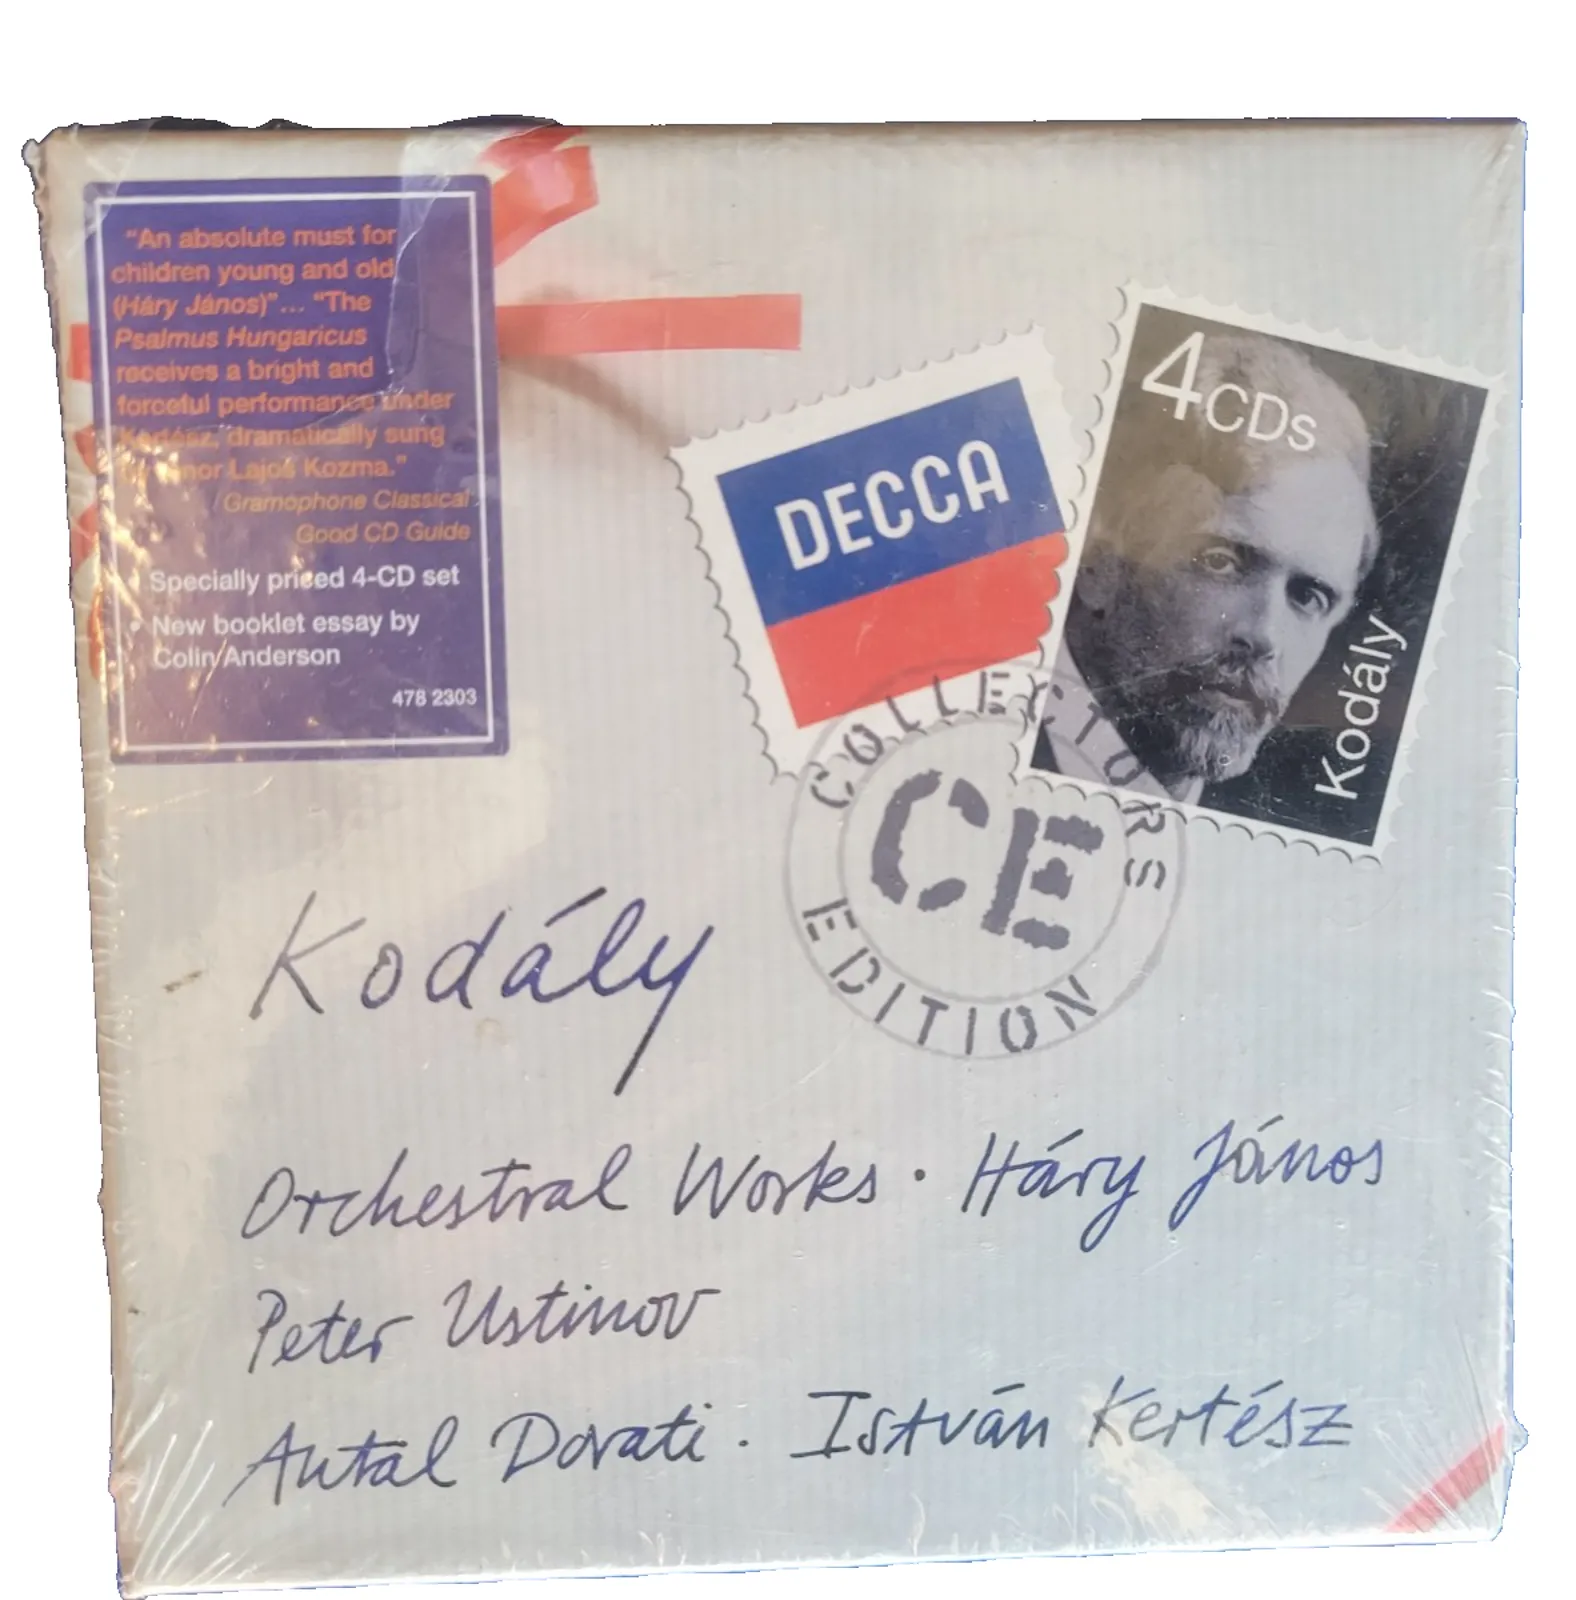 “An absolute must for
children young and old
(Háry János)”... “The
Psalmus Hungaricus
receives a bright and
forceful performance under
Kertész, dramatically sung
tenor Lajos Kozma.”
Gramophone Classical
Good CD Guide
• Specially priced 4-CD set
• New booklet essay by
Colin Anderson
478 2303
DECCA
4CDs
Kodály
COLLECTORS
CE
EDITION
Kodály
Orchestral Works · Háry János
Peter Ustinov
Antal Dorati · István Kertész